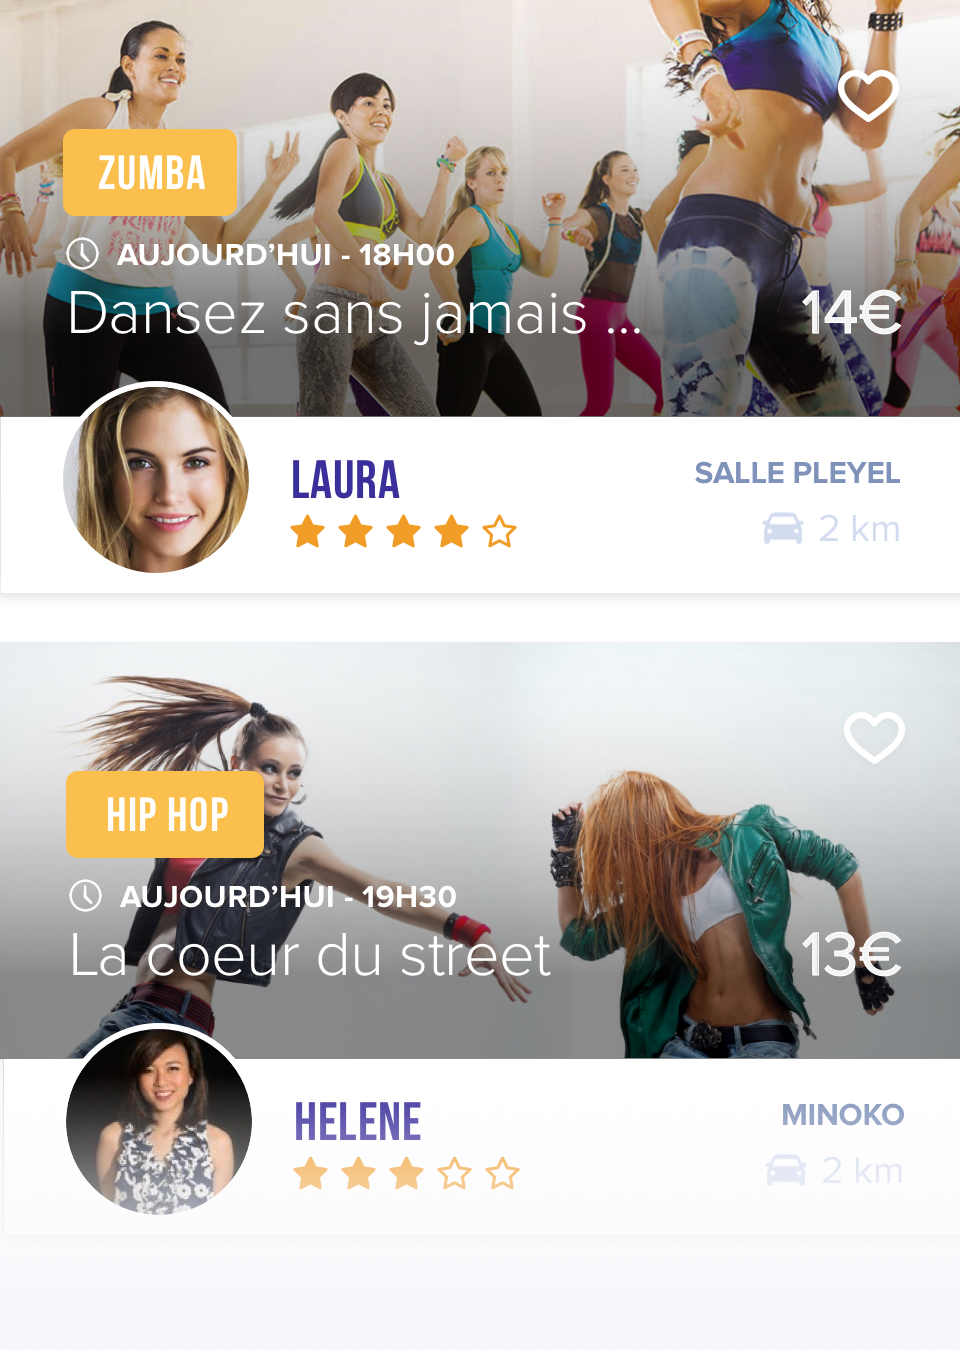 ZUMBA
AUJOURD’HUI - 18H00
Dansez sans jamais ...
14€
LAURA
SALLE PLEYEL
2 km
HIP HOP
AUJOURD’HUI - 19H30
La coeur du street
13€
HELENE
MINOKO
2 km